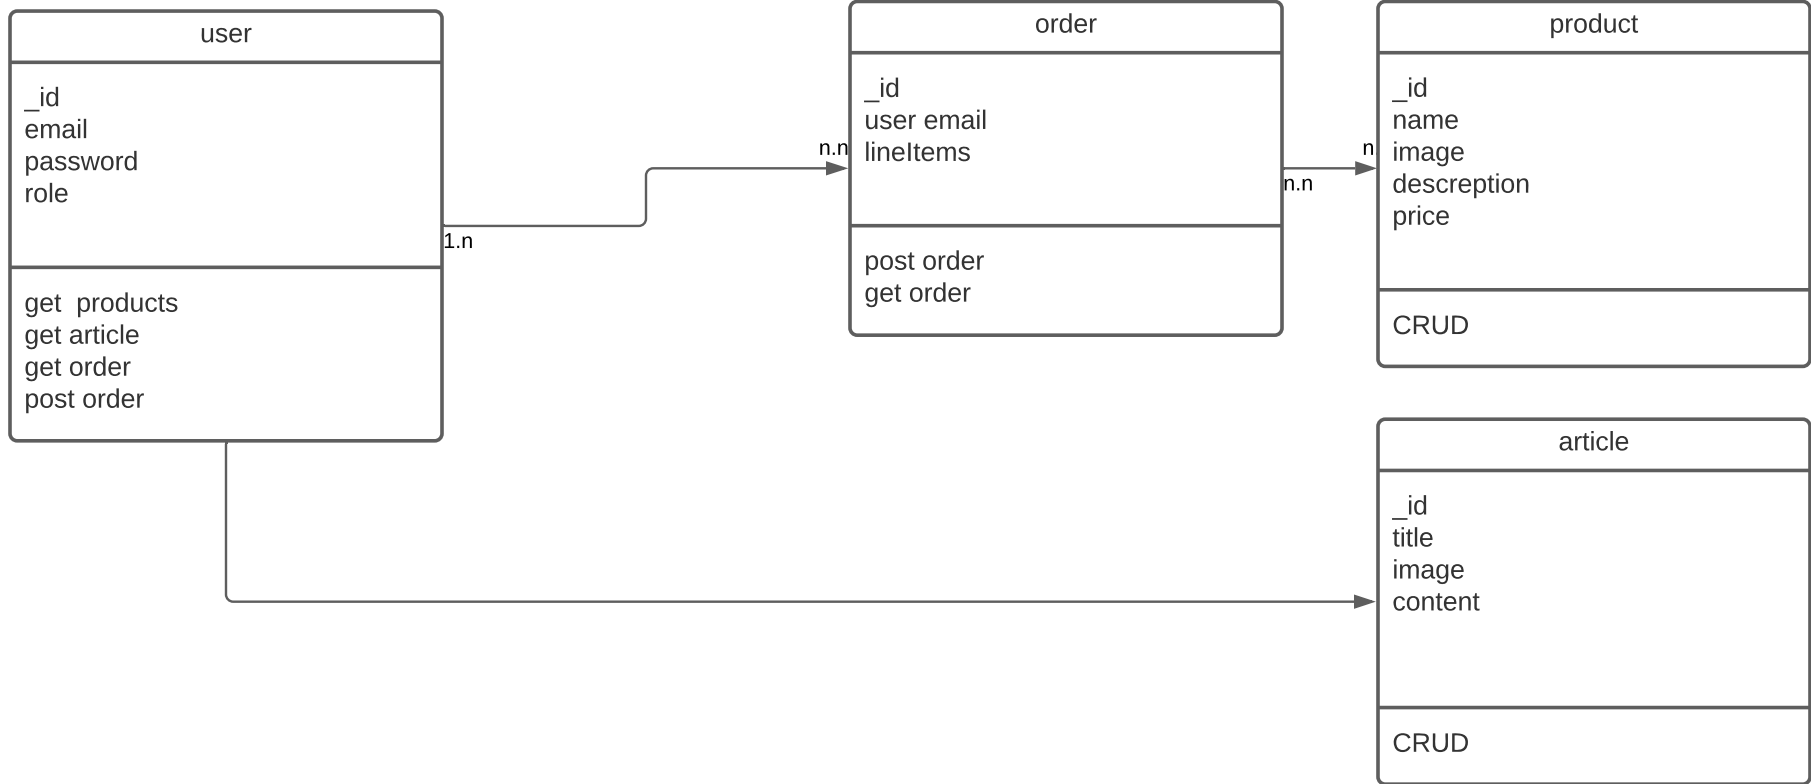 user
_id
email
password
role
get  products
get article
get order
post order
1.n
n.n
order
_id
user email
lineItems
post order
get order
n.n
n.
product
_id
name
image
descreption
price
CRUD
article
_id
title
image
content
CRUD